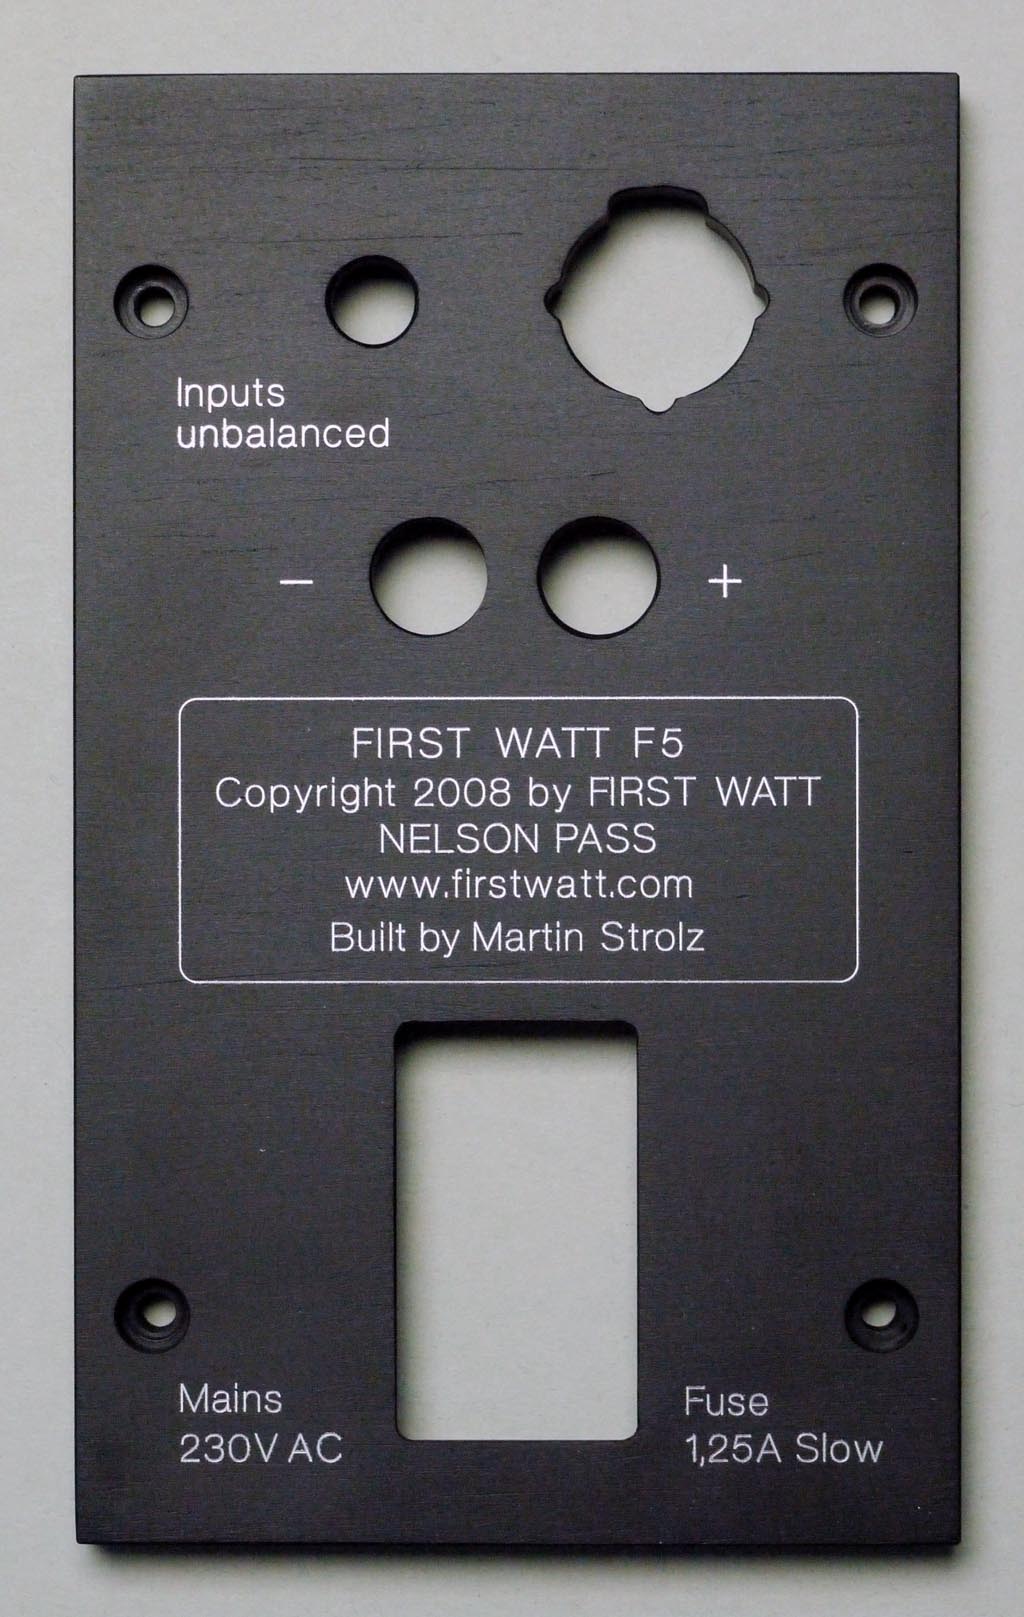 Inputs
unbalanced
− +
FIRST WATT F5
Copyright 2008 by FIRST WATT
NELSON PASS
www.firstwatt.com
Built by Martin Strolz
Mains
230V AC
Fuse
1,25A Slow